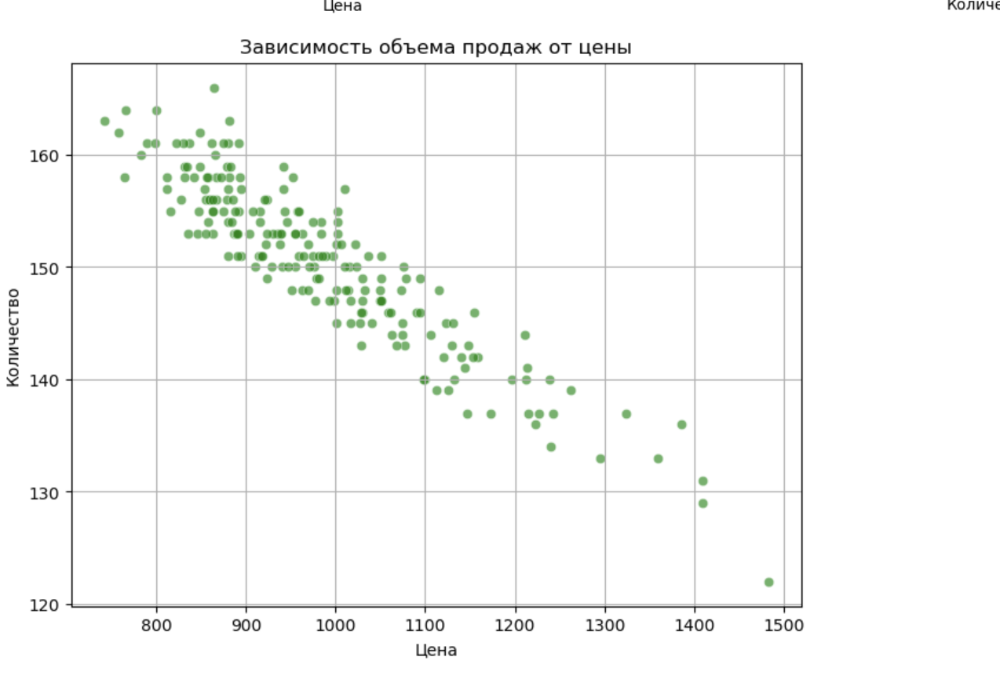 Цена
Количе
Зависимость объема продаж от цены
160
150
140
130
120
Количество
800 900 1000 1100 1200 1300 1400 1500
Цена